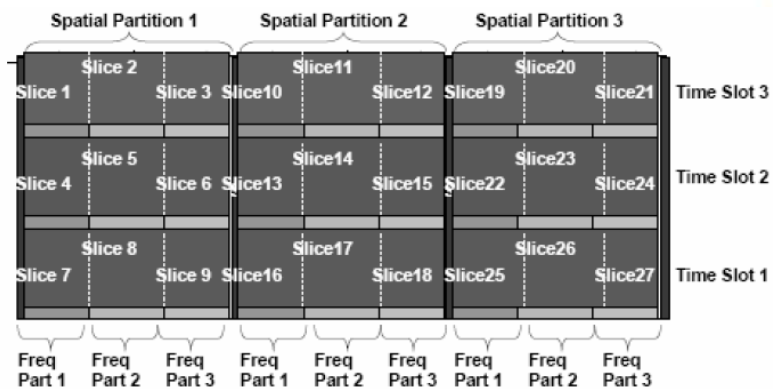 Spatial Partition 1 Spatial Partition 2 Spatial Partition 3
Slice 2 Slice11 Slice20
Slice 1 Slice 3 Slice10 Slice12 Slice19 Slice21 Time Slot 3
Slice 5 Slice14 Slice23
Slice 4 Slice 6 Slice13 Slice15 Slice22 Slice24 Time Slot 2
Slice 8 Slice17 Slice26
Slice 7 Slice 9 Slice16 Slice18 Slice25 Slice27 Time Slot 1
Freq Freq Freq Freq Freq Freq Freq Freq Freq
Part 1 Part 2 Part 3 Part 1 Part 2 Part 3 Part 1 Part 2 Part 3